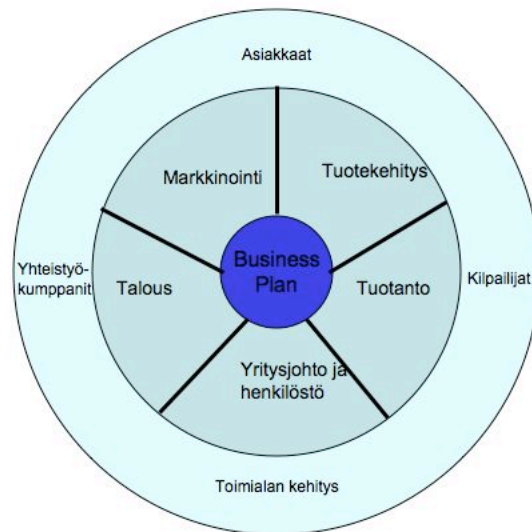 Asiakkaat
Markkinointi
Tuotekehitys
Business
Plan
Yhteistyö-
kumppanit
Talous
Tuotanto
Kilpailijat
Yritysjohto ja
henkilöstö
Toimialan kehitys